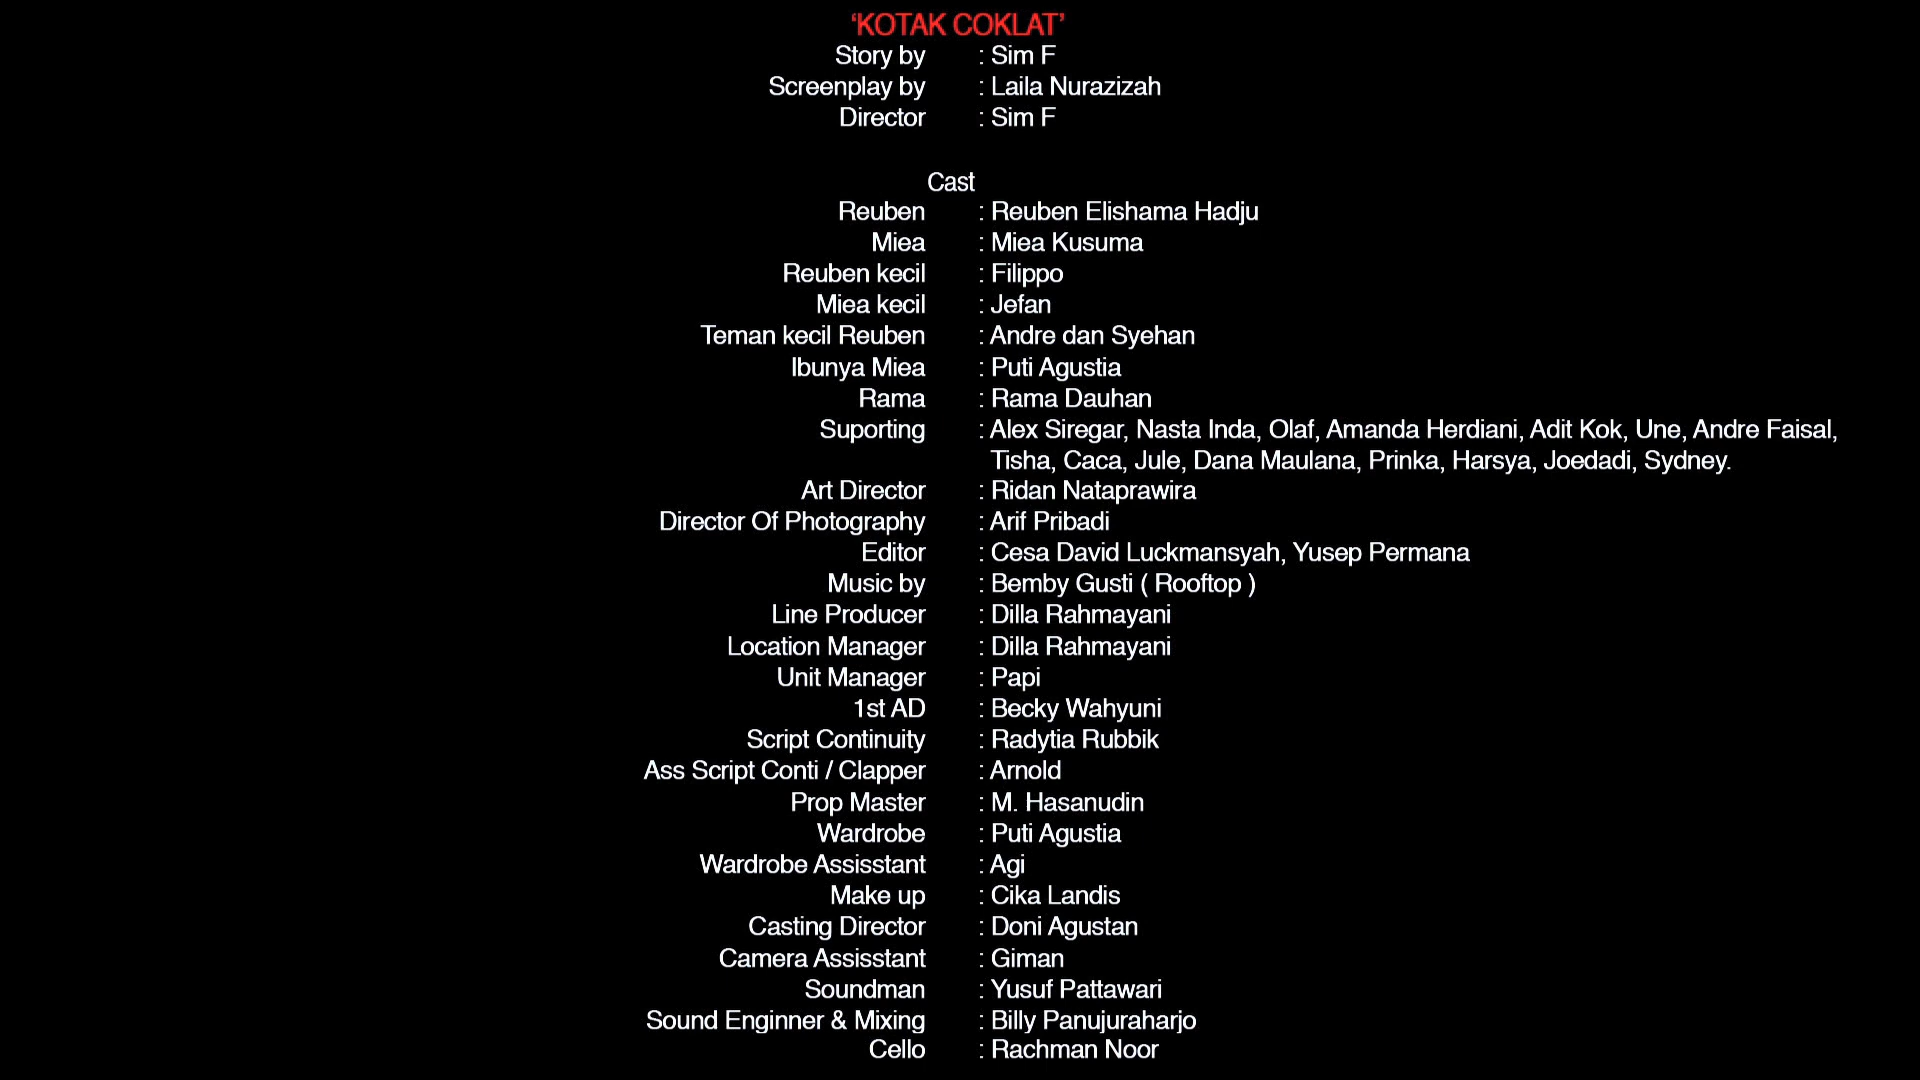 ‘KOTAK COKLAT’
Story by : Sim F
Screenplay by : Laila Nurazizah
Director : Sim F
Cast
Reuben : Reuben Elishama Hadju
Miea : Miea Kusuma
Reuben kecil : Filippo
Miea kecil : Jefan
Teman kecil Reuben : Andre dan Syehan
Ibunya Miea : Puti Agustia
Rama : Rama Dauhan
Suporting : Alex Siregar, Nasta Inda, Olaf, Amanda Herdiani, Adit Kok, Une, Andre Faisal,
Tisha, Caca, Jule, Dana Maulana, Prinka, Harsya, Joedadi, Sydney.
Art Director : Ridan Nataprawira
Director Of Photography : Arif Pribadi
Editor : Cesa David Luckmansyah, Yusep Permana
Music by : Bemby Gusti ( Rooftop )
Line Producer : Dilla Rahmayani
Location Manager : Dilla Rahmayani
Unit Manager : Papi
1st AD : Becky Wahyuni
Script Continuity : Radytia Rubbik
Ass Script Conti / Clapper : Arnold
Prop Master : M. Hasanudin
Wardrobe : Puti Agustia
Wardrobe Assisstant : Agi
Make up : Cika Landis
Casting Director : Doni Agustan
Camera Assisstant : Giman
Soundman : Yusuf Pattawari
Sound Enginner & Mixing : Billy Panujuraharjo
Cello : Rachman Noor